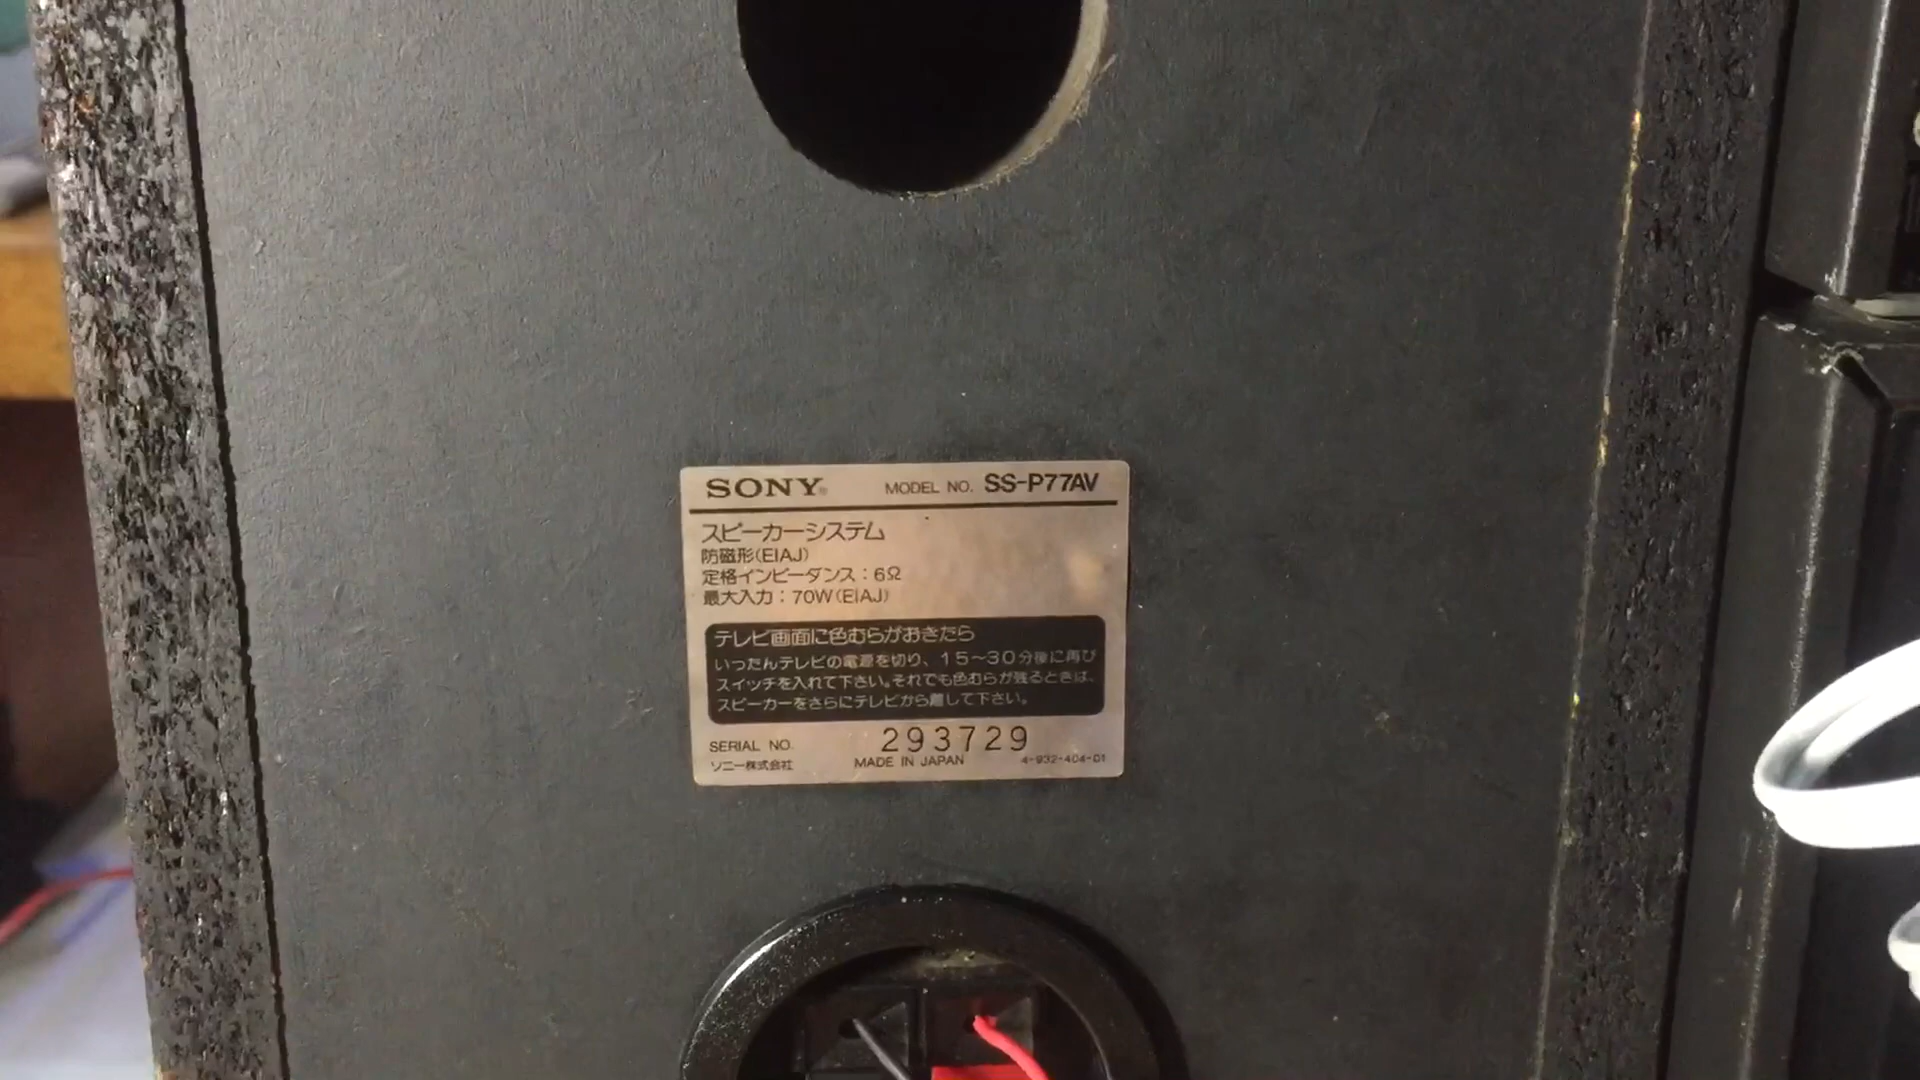 SONY® MODEL NO. SS-P77AV
スピーカーシステム
防磁形(EIAJ)
定格インピーダンス：6Ω
最大入力：70W(EIAJ)
テレビ画面に色むらがおきたら
いったんテレビの電源を切り、15〜30分後に再び
スイッチを入れて下さい。それでも色むらが残るときは、
スピーカーをさらにテレビから離して下さい。
SERIAL NO. 293729
ソニー株式会社 MADE IN JAPAN 4-932-404-01